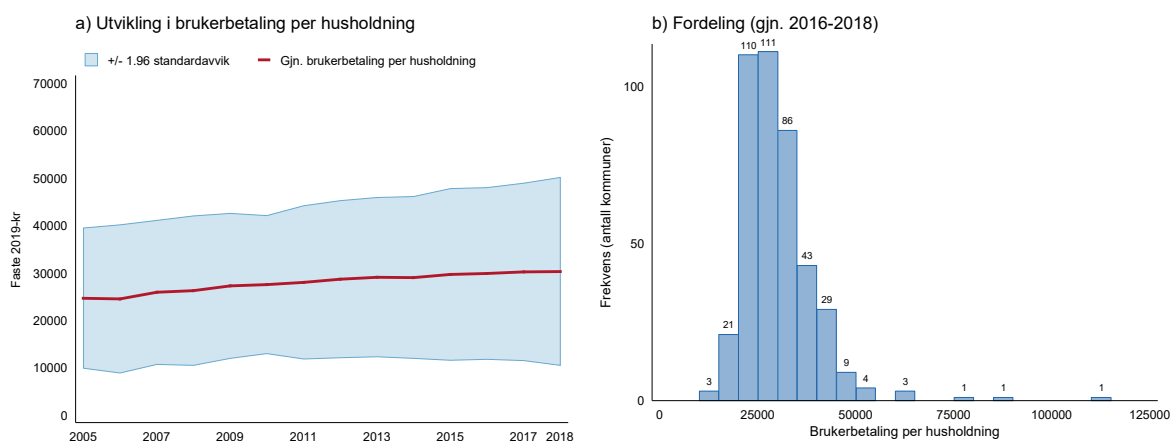 a) Utvikling i brukerbetaling per husholdning
+/- 1.96 standardavvik
Gjn. brukerbetaling per husholdning
Faste 2019-kr
70000
60000
50000
40000
30000
20000
10000
0
2005 2007 2009 2011 2013 2015 2017 2018
b) Fordeling (gjn. 2016-2018)
Frekvens (antall kommuner)
100
50
0
3 21 110 111 86 43 29 9 4 3 1 1 1
0 25000 50000 75000 100000 125000
Brukerbetaling per husholdning